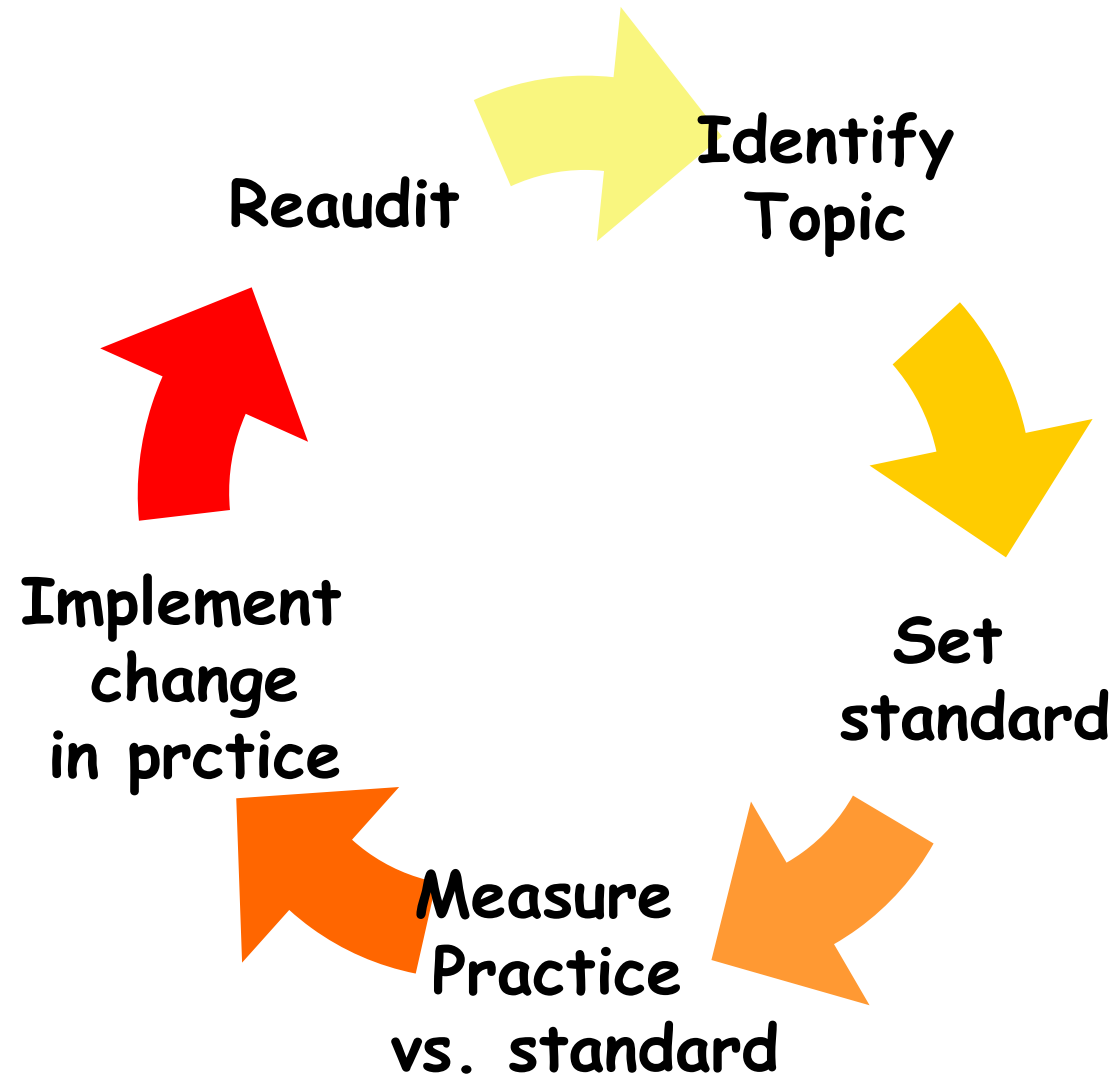 Identify
Topic
Set
standard
Measure
Practice
vs. standard
Implement
change
in prctice
Reaudit